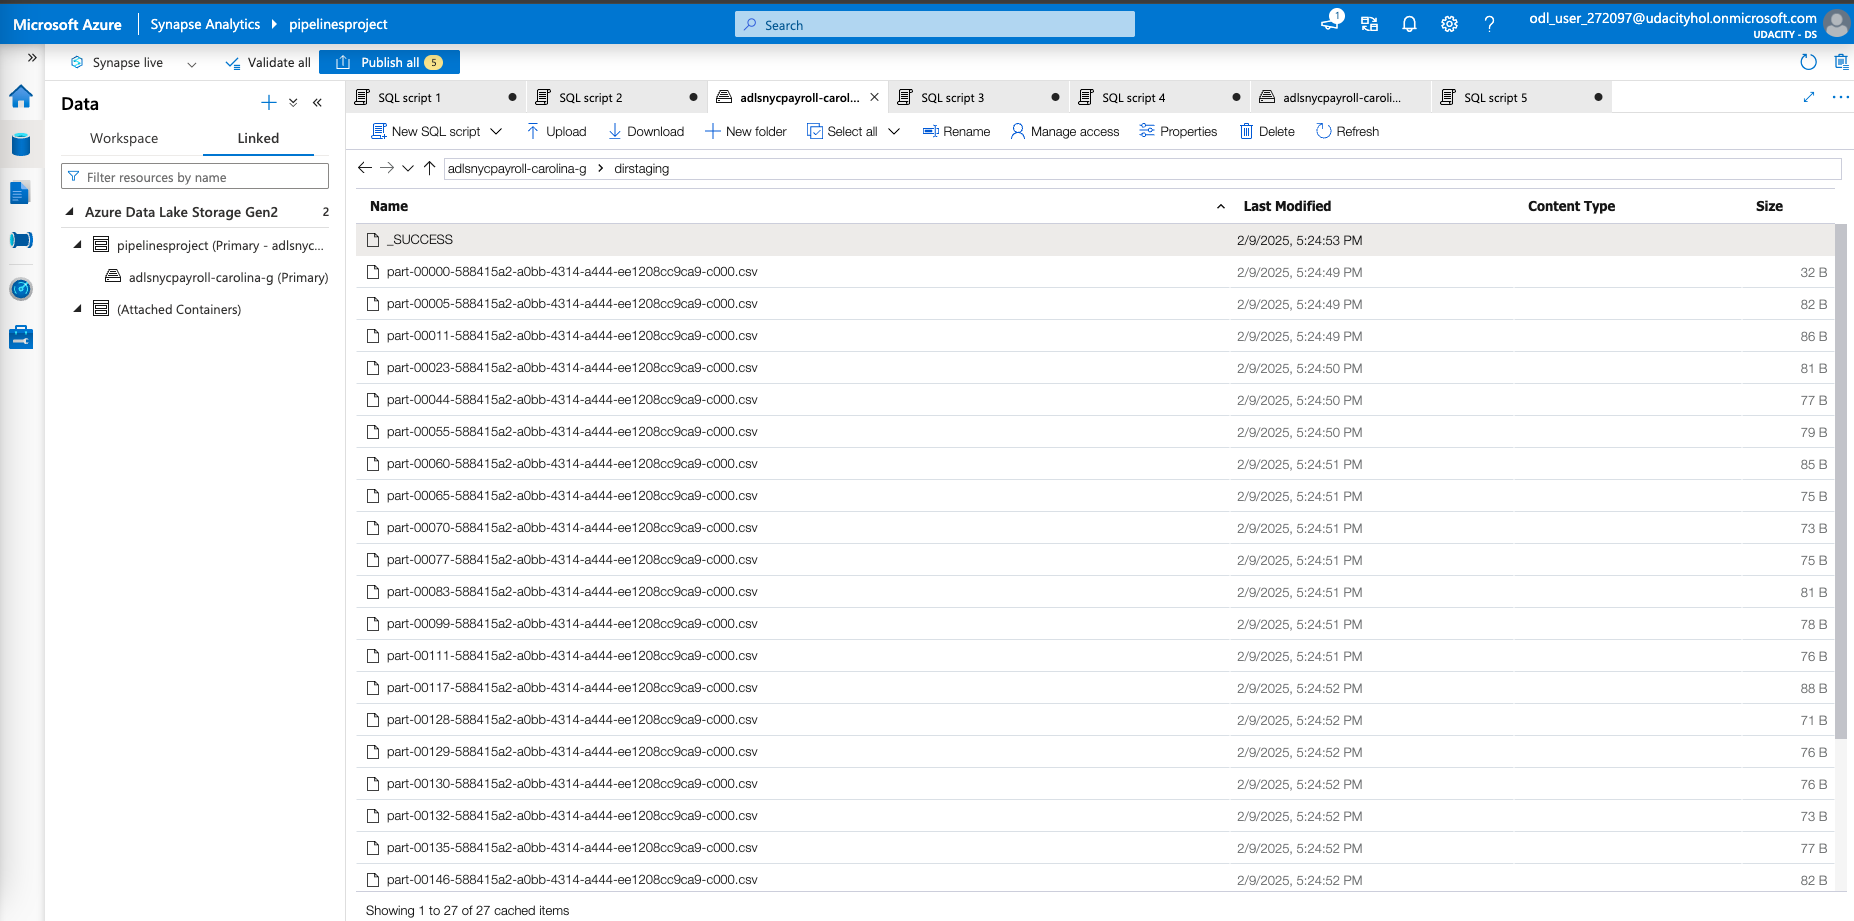 Microsoft Azure Synapse Analytics pipelinesproject Search 1 odl_user_272097@udacityhol.onmicrosoft.com
UDACITY - DS
Synapse live Validate all Publish all 5
Data
Workspace Linked
Filter resources by name
Azure Data Lake Storage Gen2 2
pipelinesproject (Primary - adlsnyc...
adlsnycpayroll-carolina-g (Primary)
(Attached Containers)
SQL script 1 SQL script 2 adlsnycpayroll-carol... SQL script 3 SQL script 4 adlsnycpayroll-caroli... SQL script 5
New SQL script Upload Download New folder Select all Rename Manage access Properties Delete Refresh
adlsnycpayroll-carolina-g > dirstaging
Name Last Modified Content Type Size
_SUCCESS 2/9/2025, 5:24:53 PM
part-00000-588415a2-a0bb-4314-a444-ee1208cc9ca9-c000.csv 2/9/2025, 5:24:49 PM 32 B
part-00005-588415a2-a0bb-4314-a444-ee1208cc9ca9-c000.csv 2/9/2025, 5:24:49 PM 82 B
part-00011-588415a2-a0bb-4314-a444-ee1208cc9ca9-c000.csv 2/9/2025, 5:24:49 PM 86 B
part-00023-588415a2-a0bb-4314-a444-ee1208cc9ca9-c000.csv 2/9/2025, 5:24:50 PM 81 B
part-00044-588415a2-a0bb-4314-a444-ee1208cc9ca9-c000.csv 2/9/2025, 5:24:50 PM 77 B
part-00055-588415a2-a0bb-4314-a444-ee1208cc9ca9-c000.csv 2/9/2025, 5:24:50 PM 79 B
part-00060-588415a2-a0bb-4314-a444-ee1208cc9ca9-c000.csv 2/9/2025, 5:24:51 PM 85 B
part-00065-588415a2-a0bb-4314-a444-ee1208cc9ca9-c000.csv 2/9/2025, 5:24:51 PM 75 B
part-00070-588415a2-a0bb-4314-a444-ee1208cc9ca9-c000.csv 2/9/2025, 5:24:51 PM 73 B
part-00077-588415a2-a0bb-4314-a444-ee1208cc9ca9-c000.csv 2/9/2025, 5:24:51 PM 75 B
part-00083-588415a2-a0bb-4314-a444-ee1208cc9ca9-c000.csv 2/9/2025, 5:24:51 PM 81 B
part-00099-588415a2-a0bb-4314-a444-ee1208cc9ca9-c000.csv 2/9/2025, 5:24:51 PM 78 B
part-00111-588415a2-a0bb-4314-a444-ee1208cc9ca9-c000.csv 2/9/2025, 5:24:51 PM 76 B
part-00117-588415a2-a0bb-4314-a444-ee1208cc9ca9-c000.csv 2/9/2025, 5:24:52 PM 88 B
part-00128-588415a2-a0bb-4314-a444-ee1208cc9ca9-c000.csv 2/9/2025, 5:24:52 PM 71 B
part-00129-588415a2-a0bb-4314-a444-ee1208cc9ca9-c000.csv 2/9/2025, 5:24:52 PM 76 B
part-00130-588415a2-a0bb-4314-a444-ee1208cc9ca9-c000.csv 2/9/2025, 5:24:52 PM 76 B
part-00132-588415a2-a0bb-4314-a444-ee1208cc9ca9-c000.csv 2/9/2025, 5:24:52 PM 73 B
part-00135-588415a2-a0bb-4314-a444-ee1208cc9ca9-c000.csv 2/9/2025, 5:24:52 PM 77 B
part-00146-588415a2-a0bb-4314-a444-ee1208cc9ca9-c000.csv 2/9/2025, 5:24:52 PM 82 B
Showing 1 to 27 of 27 cached items